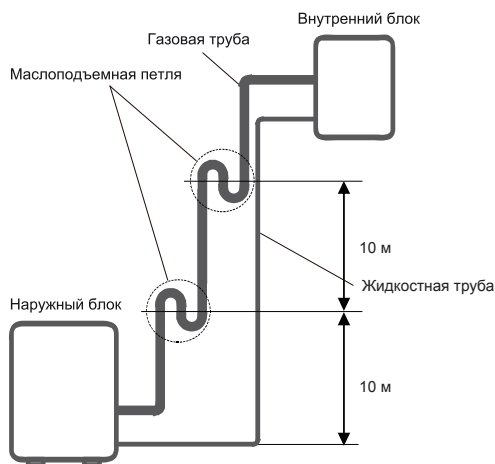 Внутренний блок
Газовая труба
Маслоподъемная петля
10 м
Жидкостная труба
Наружный блок
10 м